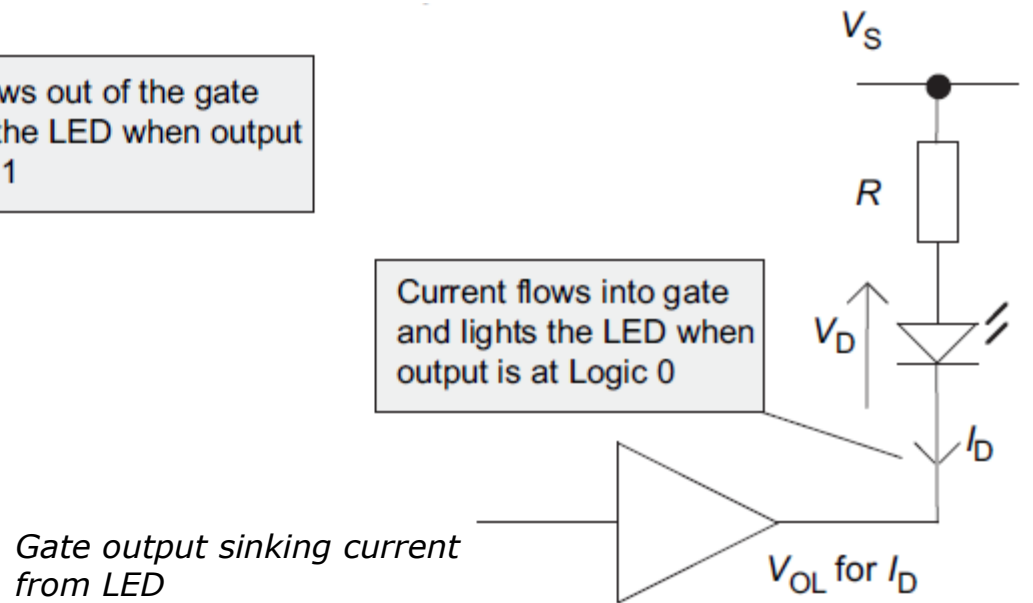 ws out of the gate
the LED when output
1
V_S
R
Current flows into gate
and lights the LED when
output is at Logic 0
V_D
I_D
Gate output sinking current
from LED
V_OL for I_D